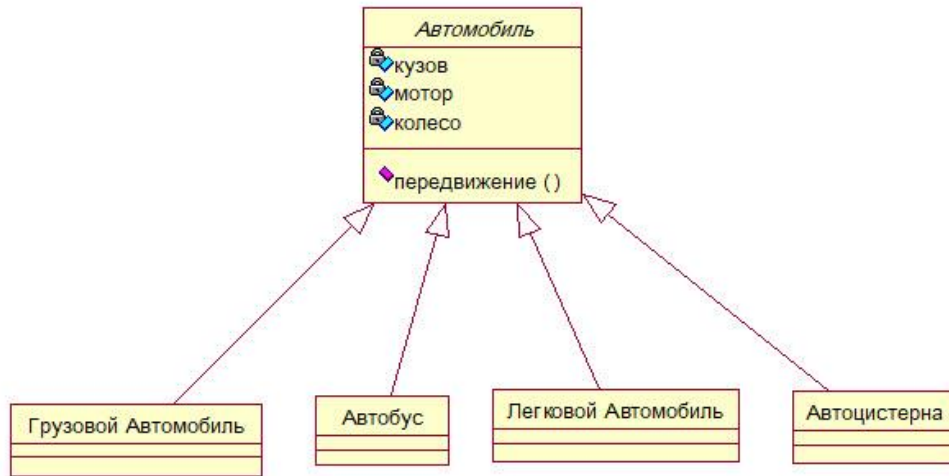 Автомобиль
кузов
мотор
колесо
передвижение ()
Грузовой Автомобиль
Автобус
Легковой Автомобиль
Автоцистерна